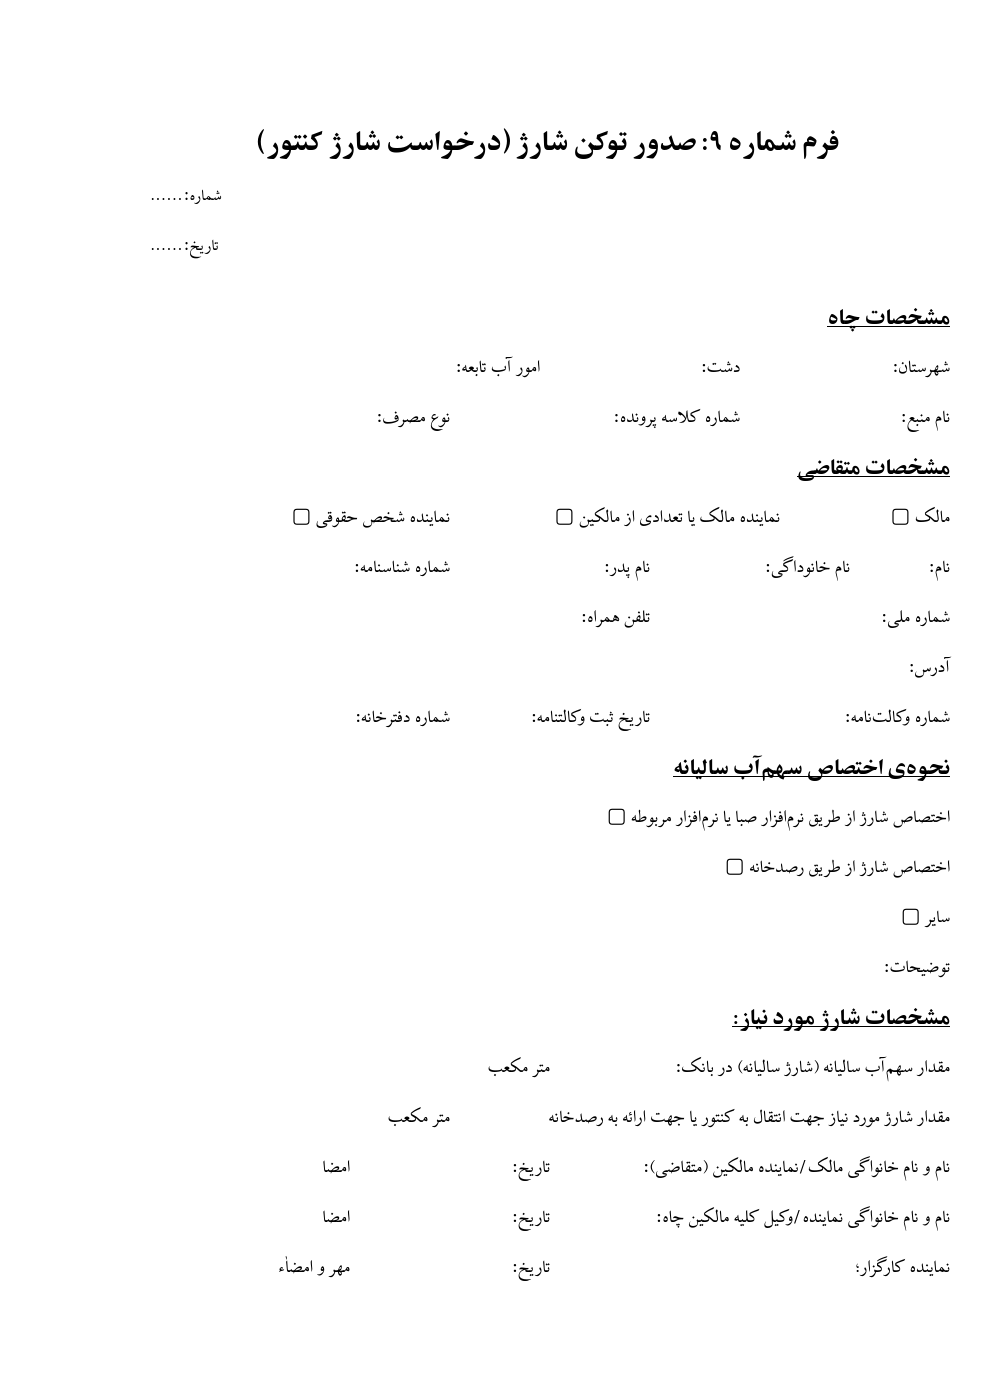 فرم شماره ۹: صدور توکن شارژ (درخواست شارژ کنتور)
شماره:......
تاریخ:......
مشخصات چاه
شهرستان: دشت: امور آب تابعه:
نام منبع: شماره کلاسه پرونده: نوع مصرف:
مشخصات متقاضی
مالک ▢ نماینده مالک یا تعدادی از مالکین ▢ نماینده شخص حقوقی ▢
نام: نام خانوداگی: نام پدر: شماره شناسنامه:
شماره ملی: تلفن همراه:
آدرس:
شماره وکالت‌نامه: تاریخ ثبت وکالتنامه: شماره دفترخانه:
نحوه‌ی اختصاص سهم‌آب سالیانه
اختصاص شارژ از طریق نرم‌افزار صبا یا نرم‌افزار مربوطه ▢
اختصاص شارژ از طریق رصدخانه ▢
سایر ▢
توضیحات:
مشخصات شارژ مورد نیاز:
مقدار سهم‌آب سالیانه (شارژ سالیانه) در بانک: متر مکعب
مقدار شارژ مورد نیاز جهت انتقال به کنتور یا جهت ارائه به رصدخانه متر مکعب
نام و نام خانواگی مالک/نماینده مالکین (متقاضی): تاریخ: امضا
نام و نام خانواگی نماینده/وکیل کلیه مالکین چاه: تاریخ: امضا
نماینده کارگزار؛ تاریخ: مهر و امضاٰء